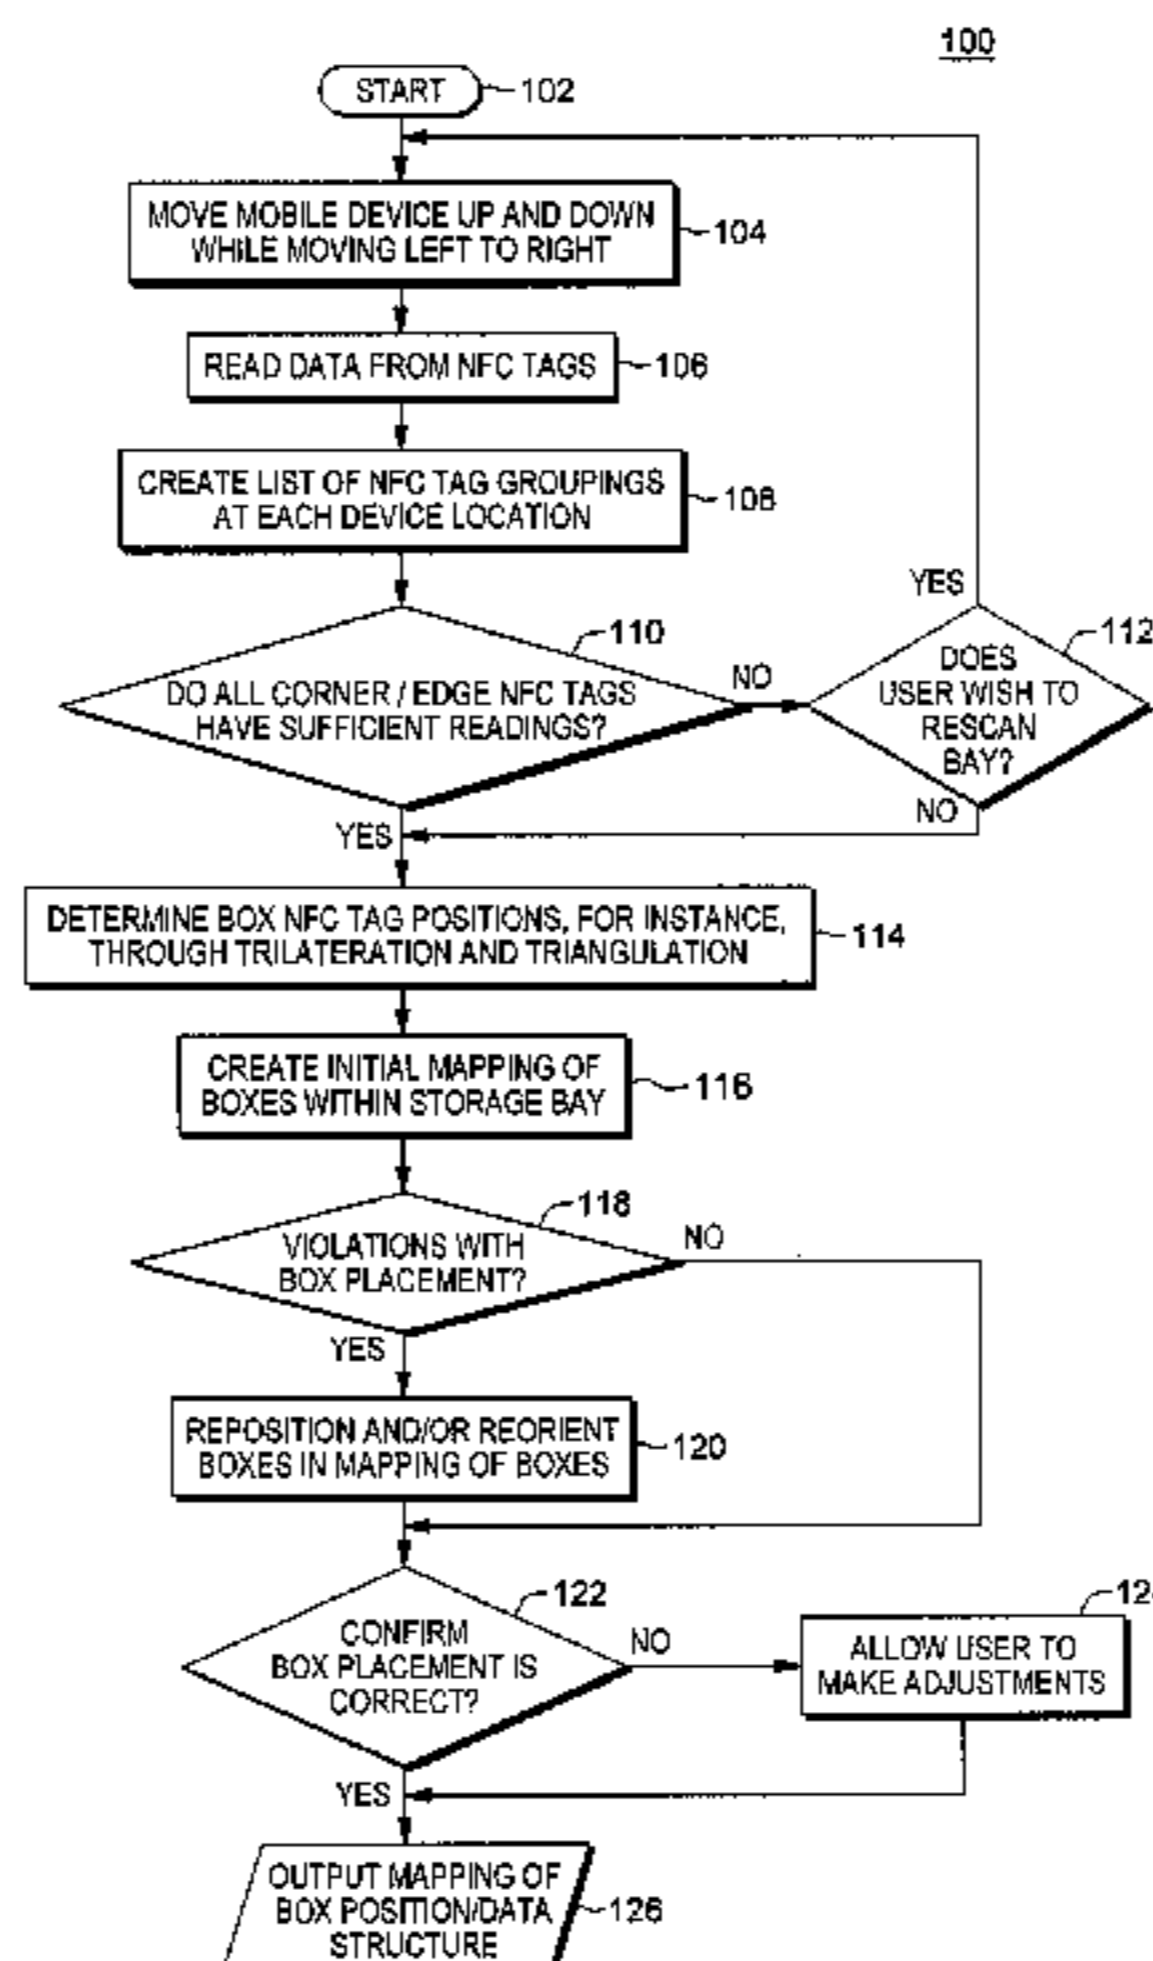 100
START
102
MOVE MOBILE DEVICE UP AND DOWN
WHILE MOVING LEFT TO RIGHT
104
READ DATA FROM NFC TAGS
106
CREATE LIST OF NFC TAG GROUPINGS
AT EACH DEVICE LOCATION
108
YES
110
112
DO ALL CORNER / EDGE NFC TAGS
HAVE SUFFICIENT READINGS?
NO
DOES
USER WISH TO
RESCAN
BAY?
NO
YES
DETERMINE BOX NFC TAG POSITIONS, FOR INSTANCE,
THROUGH TRILATERATION AND TRIANGULATION
114
CREATE INITIAL MAPPING OF
BOXES WITHIN STORAGE BAY
116
118
VIOLATIONS WITH
BOX PLACEMENT?
NO
YES
REPOSITION AND/OR REORIENT
BOXES IN MAPPING OF BOXES
120
122
CONFIRM
BOX PLACEMENT IS
CORRECT?
NO
ALLOW USER TO
MAKE ADJUSTMENTS
YES
OUTPUT MAPPING OF
BOX POSITION/DATA
STRUCTURE
126